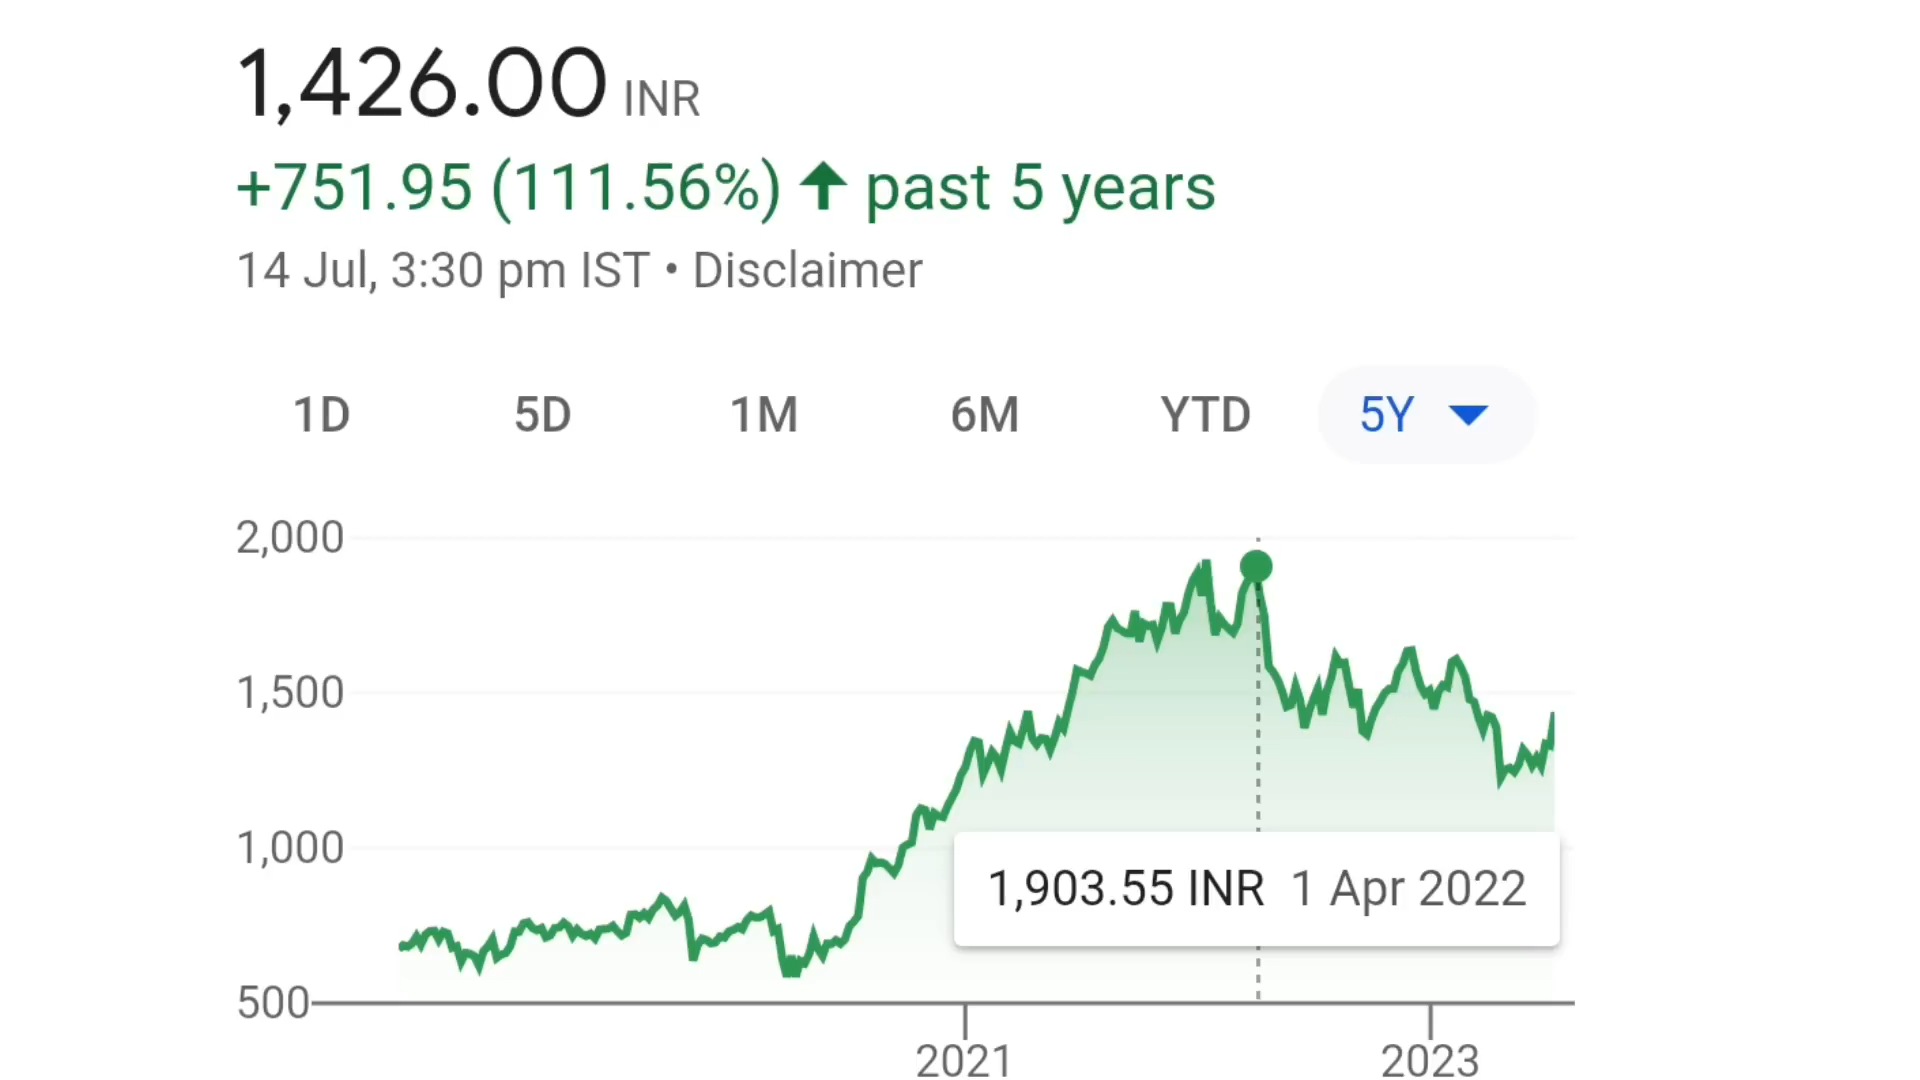 1,426.00 INR
+751.95 (111.56%) ↑ past 5 years
14 Jul, 3:30 pm IST • Disclaimer
1D 5D 1M 6M YTD 5Y
2,000
1,500
1,000
1,903.55 INR 1 Apr 2022
500
2021 2023